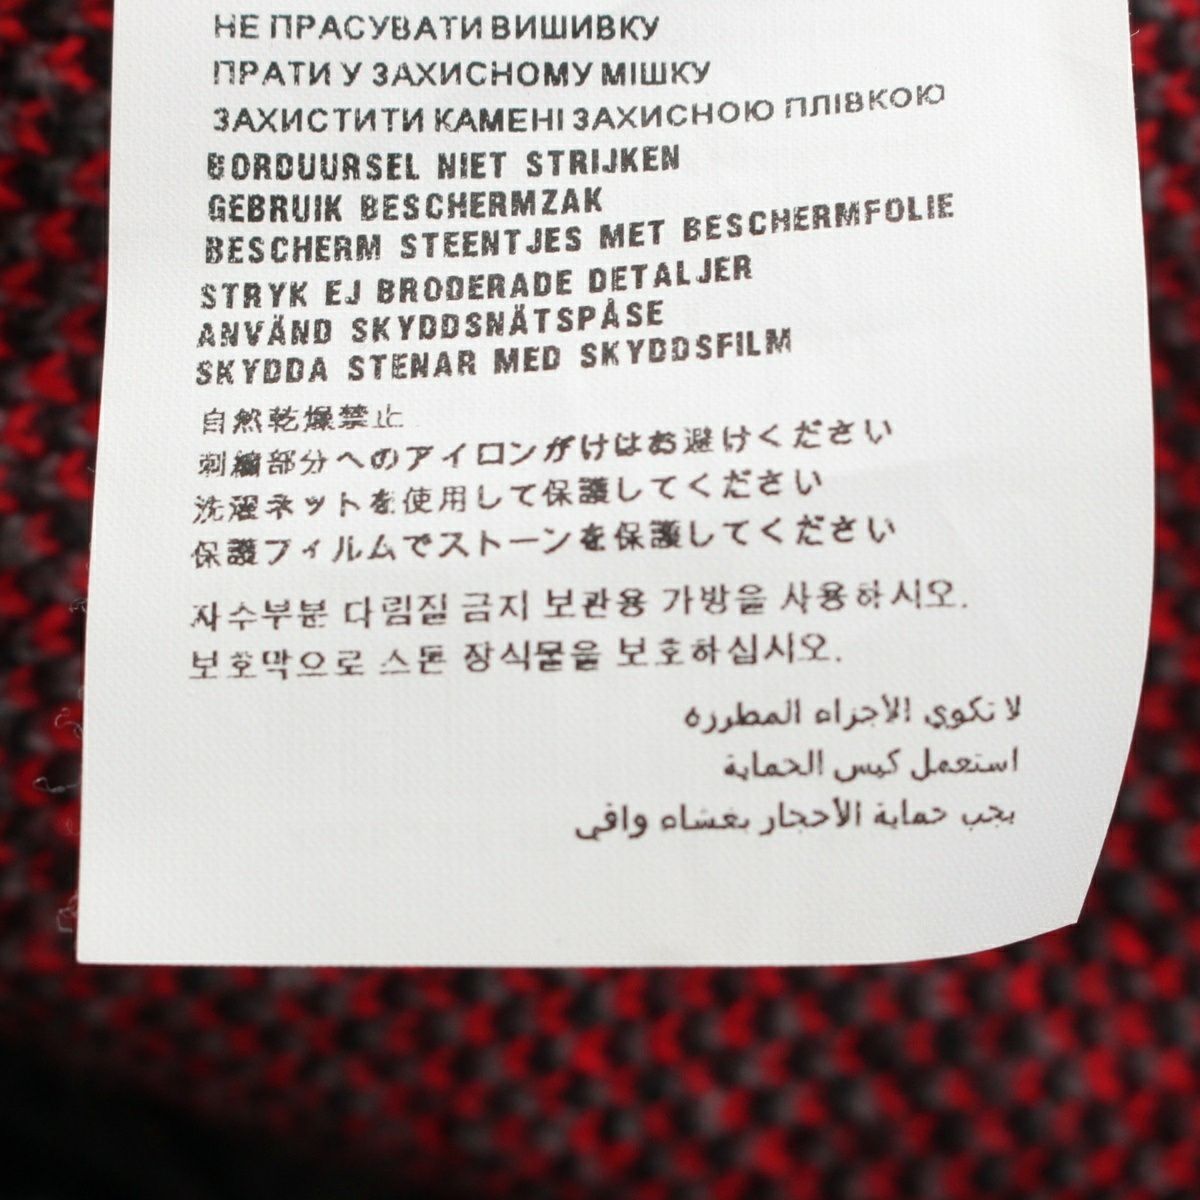 НЕ ПРАСУВАТИ ВИШИВКУ
ПРАТИ У ЗАХИСНОМУ МІШКУ
ЗАХИСТИТИ КАМЕНІ ЗАХИСНОЮ ПЛІВКОЮ
BORDUURSEL NIET STRIJKEN
GEBRUIK BESCHERMZAK
BESCHERM STEENTJES MET BESCHERMFOLIE
STRYK EJ BRODERADE DETALJER
ANVÄND SKYDDSNÄTSPÅSE
SKYDDA STENAR MED SKYDDSFILM
自然乾燥禁止
刺繍部分へのアイロンがけはお避けください
洗濯ネットを使用して保護してください
保護フィルムでストーンを保護してください
자수부분 다림질 금지 보관용 가방을 사용하시오.
보호막으로 스톤 장식물을 보호하십시오.
لا تكوي الأجزاء المطرزه
استعمل كيس الحماية
يجب حماية الأحجار بغشاء واقي